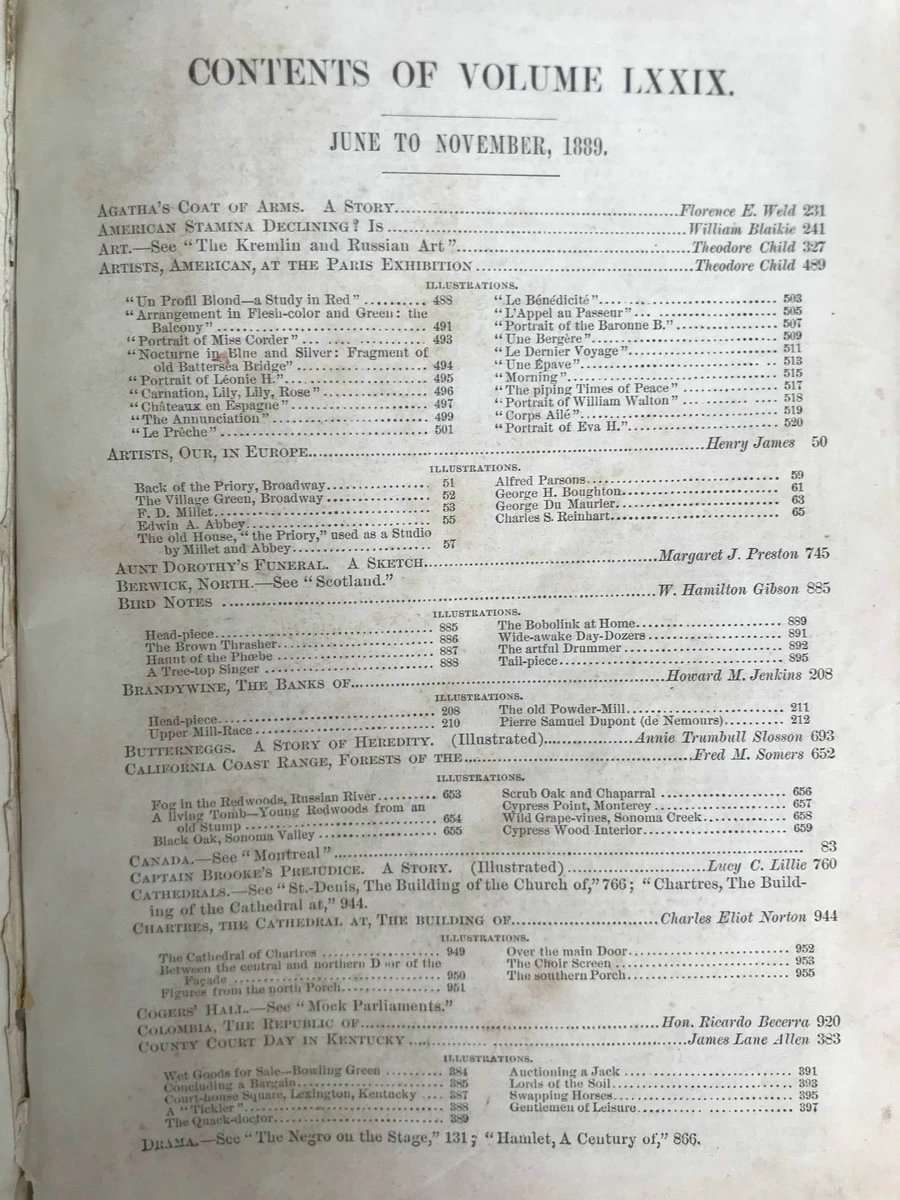 CONTENTS OF VOLUME LXXIX.
JUNE TO NOVEMBER, 1889.
AGATHA'S COAT OF ARMS. A STORY........Florence E. Weld 231
AMERICAN STAMINA DECLINING? IS........William Blaikie 241
ART.—See "The Kremlin and Russian Art"........Theodore Child 327
ARTISTS, AMERICAN, AT THE PARIS EXHIBITION........Theodore Child 489
ILLUSTRATIONS.
"Un Profil Blond—a Study in Red"........488
"Arrangement in Flesh-color and Green: the
Balcony"........491
"Portrait of Miss Corder"........493
"Nocturne in Blue and Silver: Fragment of
old Battersea Bridge"........494
"Portrait of Léonie H."........495
"Carnation, Lily, Lily, Rose"........496
"Châteaux en Espagne"........497
"The Annunciation"........499
"Le Prêche"........501
"Le Bénédicité"........503
"L'Appel au Passeur"........505
"Portrait of the Baronne B."........507
"Une Bergère"........509
"Le Dernier Voyage"........511
"Une Épave"........513
"Morning"........515
"The piping Times of Peace"........517
"Portrait of William Walton"........518
"Corps Ailé"........519
"Portrait of Eva H."........520
ARTISTS, OUR, IN EUROPE........Henry James 50
ILLUSTRATIONS.
Back of the Priory, Broadway........51
The Village Green, Broadway........52
F. D. Millet........53
Edwin A. Abbey........55
The old House, "the Priory," used as a Studio
by Millet and Abbey........57
Alfred Parsons........59
George H. Boughton........61
George Du Maurier........63
Charles S. Reinhart........65
AUNT DOROTHY'S FUNERAL. A SKETCH........Margaret J. Preston 745
BERWICK, NORTH.—See "Scotland."
BIRD NOTES........W. Hamilton Gibson 885
ILLUSTRATIONS.
Head-piece........885
The Brown Thrasher........886
Haunt of the Phœbe........887
A Tree-top Singer........888
The Bobolink at Home........889
Wide-awake Day-Dozers........891
The artful Drummer........892
Tail-piece........895
BRANDYWINE, THE BANKS OF........Howard M. Jenkins 208
ILLUSTRATIONS.
Head-piece........208
Upper Mill-Race........210
The old Powder-Mill........211
Pierre Samuel Dupont (de Nemours)........212
BUTTERNEGGS. A STORY OF HEREDITY. (Illustrated)........Annie Trumbull Slosson 693
CALIFORNIA COAST RANGE, FORESTS OF THE........Fred M. Somers 652
ILLUSTRATIONS.
Fog in the Redwoods, Russian River........653
A living Tomb—Young Redwoods from an
old Stump........654
Black Oak, Sonoma Valley........655
Scrub Oak and Chaparral........656
Cypress Point, Monterey........657
Wild Grape-vines, Sonoma Creek........658
Cypress Wood Interior........659
CANADA.—See "Montreal"........83
CAPTAIN BROOKE'S PREJUDICE. A STORY. (Illustrated)........Lucy C. Lillie 760
CATHEDRALS.—See "St.-Denis, The Building of the Church of," 766; "Chartres, The Build-
ing of the Cathedral at," 944.
CHARTRES, THE CATHEDRAL AT, THE BUILDING OF........Charles Eliot Norton 944
ILLUSTRATIONS.
The Cathedral of Chartres........949
Between the central and northern D or of the
Façade........950
Figures from the north Porch........951
Over the main Door........952
The Choir Screen........953
The southern Porch........955
COGERS' HALL.—See "Mock Parliaments."
COLOMBIA, THE REPUBLIC OF........Hon. Ricardo Becerra 920
COUNTY COURT DAY IN KENTUCKY........James Lane Allen 383
ILLUSTRATIONS.
Wet Goods for Sale—Bowling Green........384
Concluding a Bargain........385
Court-house Square, Lexington, Kentucky........387
A "Tickler"........388
The Quack-doctor........389
Auctioning a Jack........391
Lords of the Soil........393
Swapping Horses........395
Gentlemen of Leisure........397
DRAMA.—See "The Negro on the Stage," 131; "Hamlet, A Century of," 866.